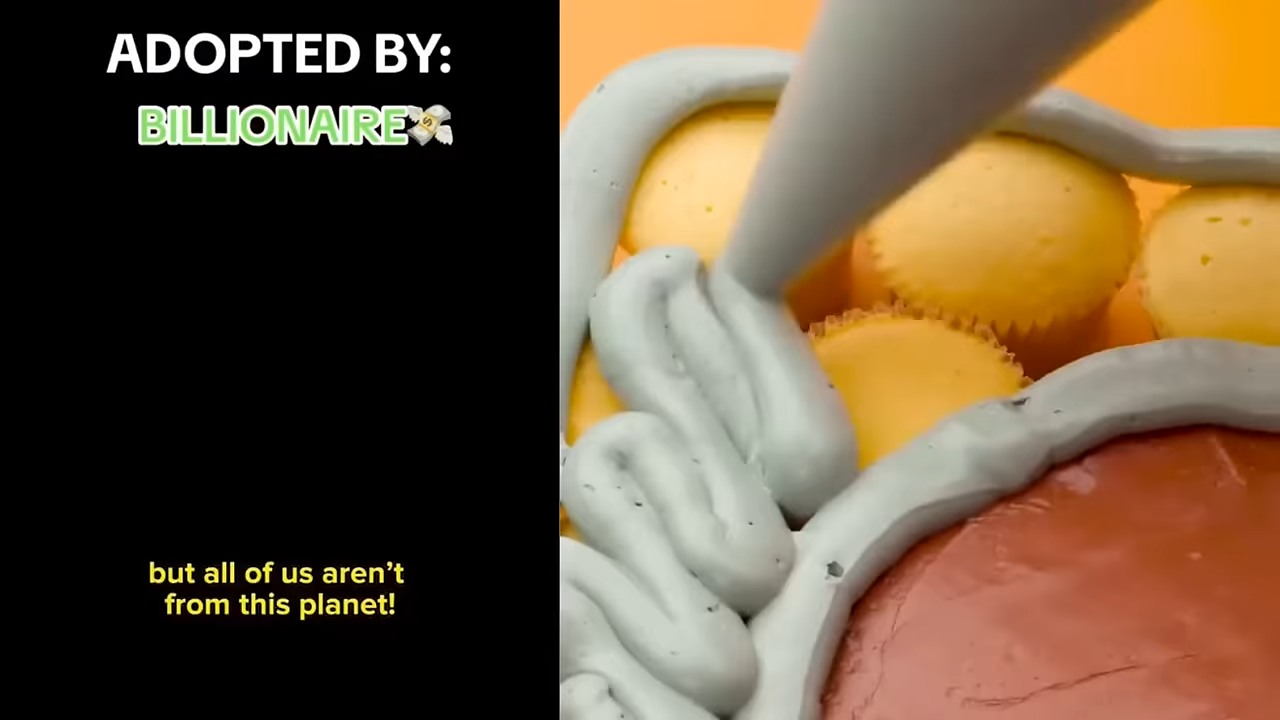 ADOPTED BY:
BILLIONAIRE💸
but all of us aren’t
from this planet!